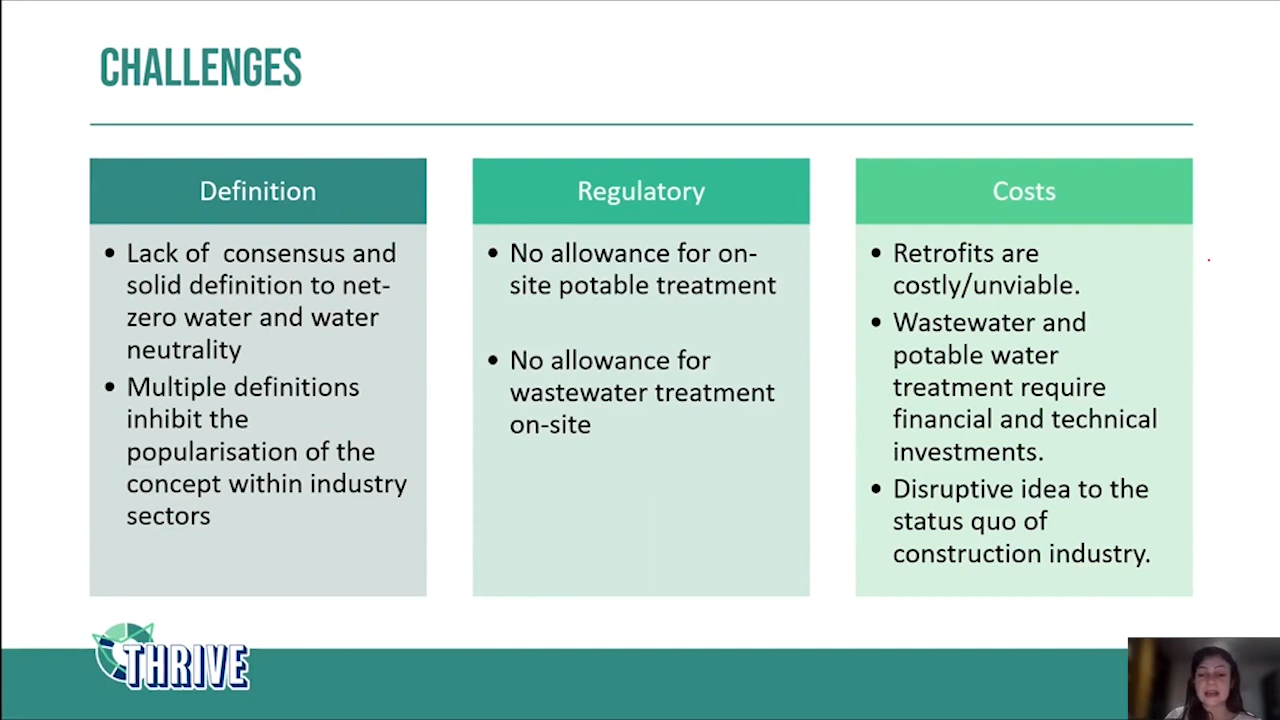 CHALLENGES
Definition
• Lack of consensus and
solid definition to net-
zero water and water
neutrality
• Multiple definitions
inhibit the
popularisation of the
concept within industry
sectors
Regulatory
• No allowance for on-
site potable treatment
• No allowance for
wastewater treatment
on-site
Costs
• Retrofits are
costly/unviable.
• Wastewater and
potable water
treatment require
financial and technical
investments.
• Disruptive idea to the
status quo of
construction industry.
THRIVE